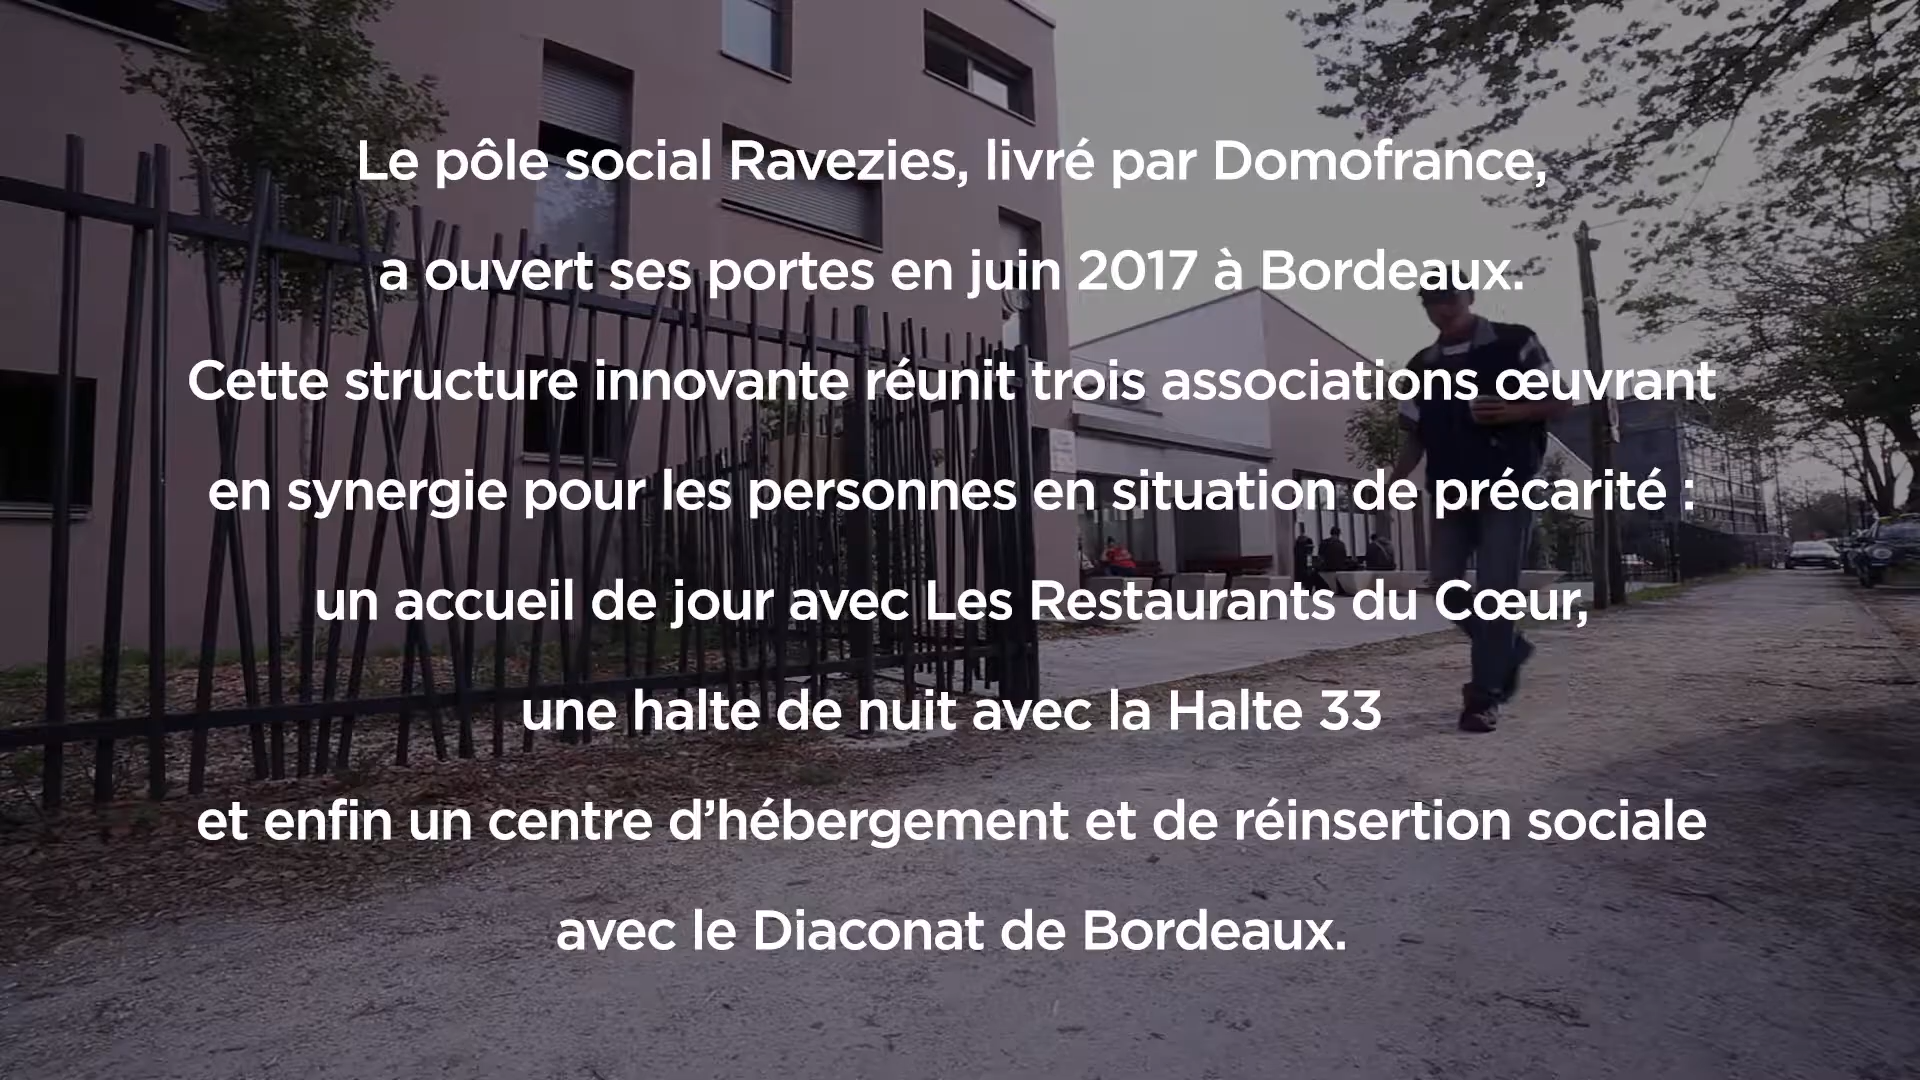 Le pôle social Ravezies, livré par Domofrance,
a ouvert ses portes en juin 2017 à Bordeaux.
Cette structure innovante réunit trois associations œuvrant
en synergie pour les personnes en situation de précarité :
un accueil de jour avec Les Restaurants du Cœur,
une halte de nuit avec la Halte 33
et enfin un centre d’hébergement et de réinsertion sociale
avec le Diaconat de Bordeaux.